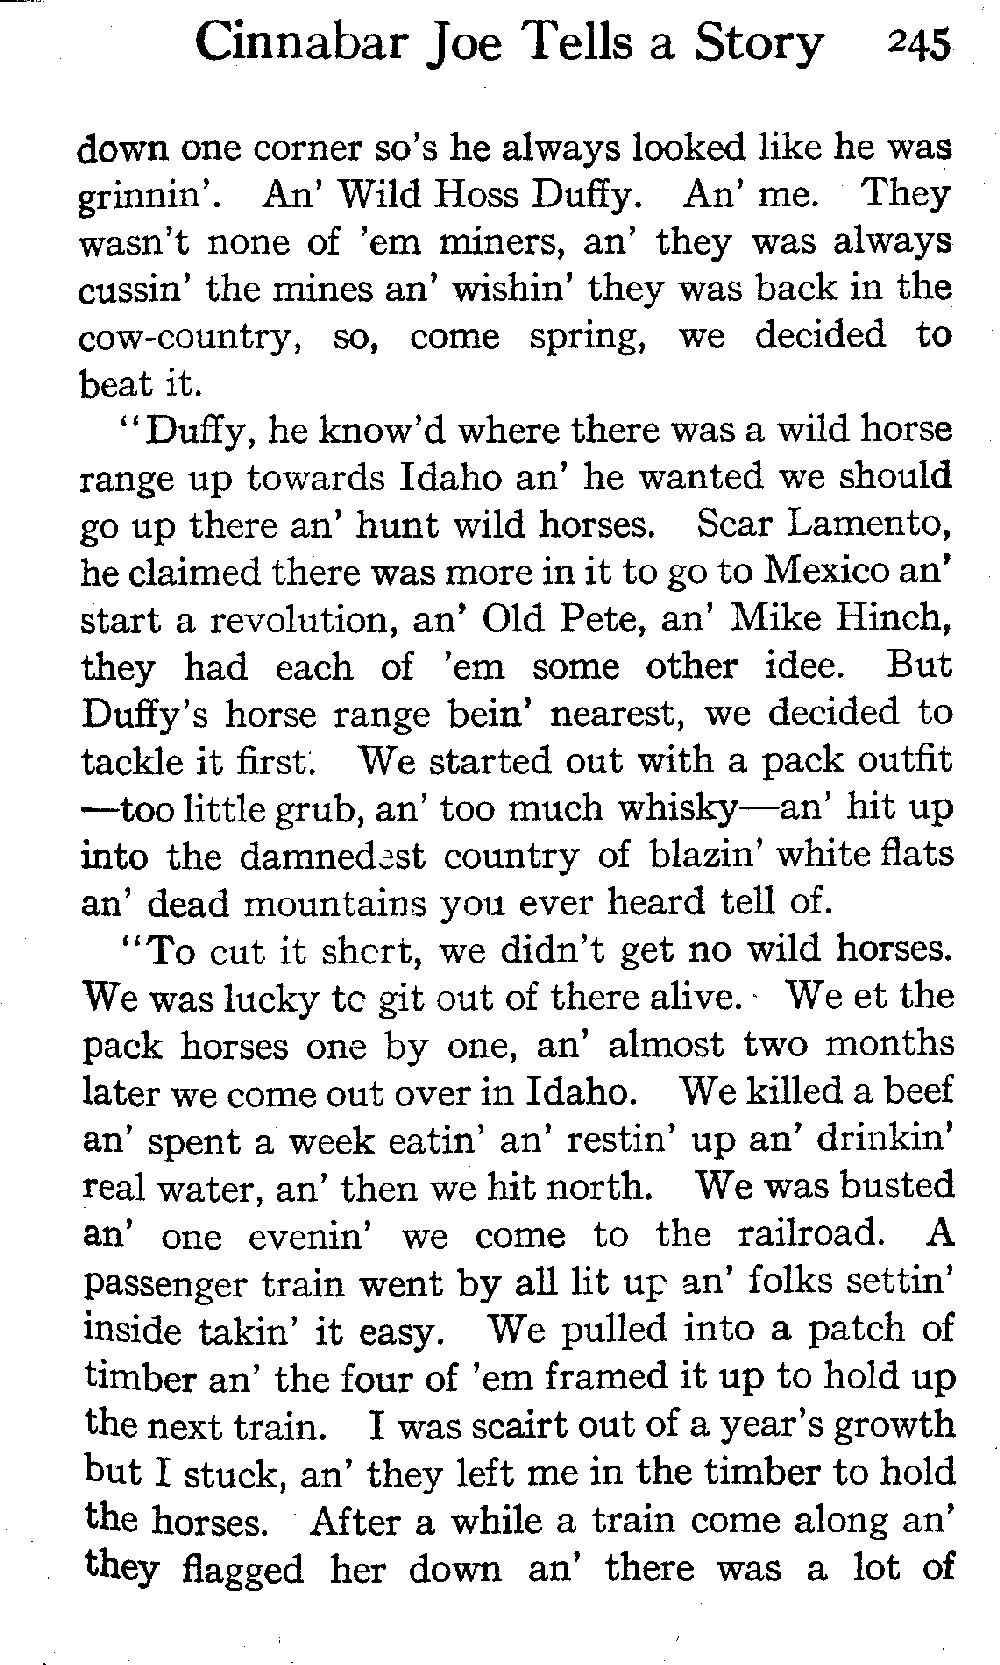 Cinnabar Joe Tells a Story 245
down one corner so's he always looked like he was
grinnin'. An' Wild Hoss Duffy. An' me. They
wasn't none of 'em miners, an' they was always
cussin' the mines an' wishin' they was back in the
cow-country, so, come spring, we decided to
beat it.
"Duffy, he know'd where there was a wild horse
range up towards Idaho an' he wanted we should
go up there an' hunt wild horses. Scar Lamento,
he claimed there was more in it to go to Mexico an'
start a revolution, an' Old Pete, an' Mike Hinch,
they had each of 'em some other idee. But
Duffy's horse range bein' nearest, we decided to
tackle it first. We started out with a pack outfit
—too little grub, an' too much whisky—an' hit up
into the damnedest country of blazin' white flats
an' dead mountains you ever heard tell of.
"To cut it short, we didn't get no wild horses.
We was lucky to git out of there alive. We et the
pack horses one by one, an' almost two months
later we come out over in Idaho. We killed a beef
an' spent a week eatin' an' restin' up an' drinkin'
real water, an' then we hit north. We was busted
an' one evenin' we come to the railroad. A
passenger train went by all lit up an' folks settin'
inside takin' it easy. We pulled into a patch of
timber an' the four of 'em framed it up to hold up
the next train. I was scairt out of a year's growth
but I stuck, an' they left me in the timber to hold
the horses. After a while a train come along an'
they flagged her down an' there was a lot of